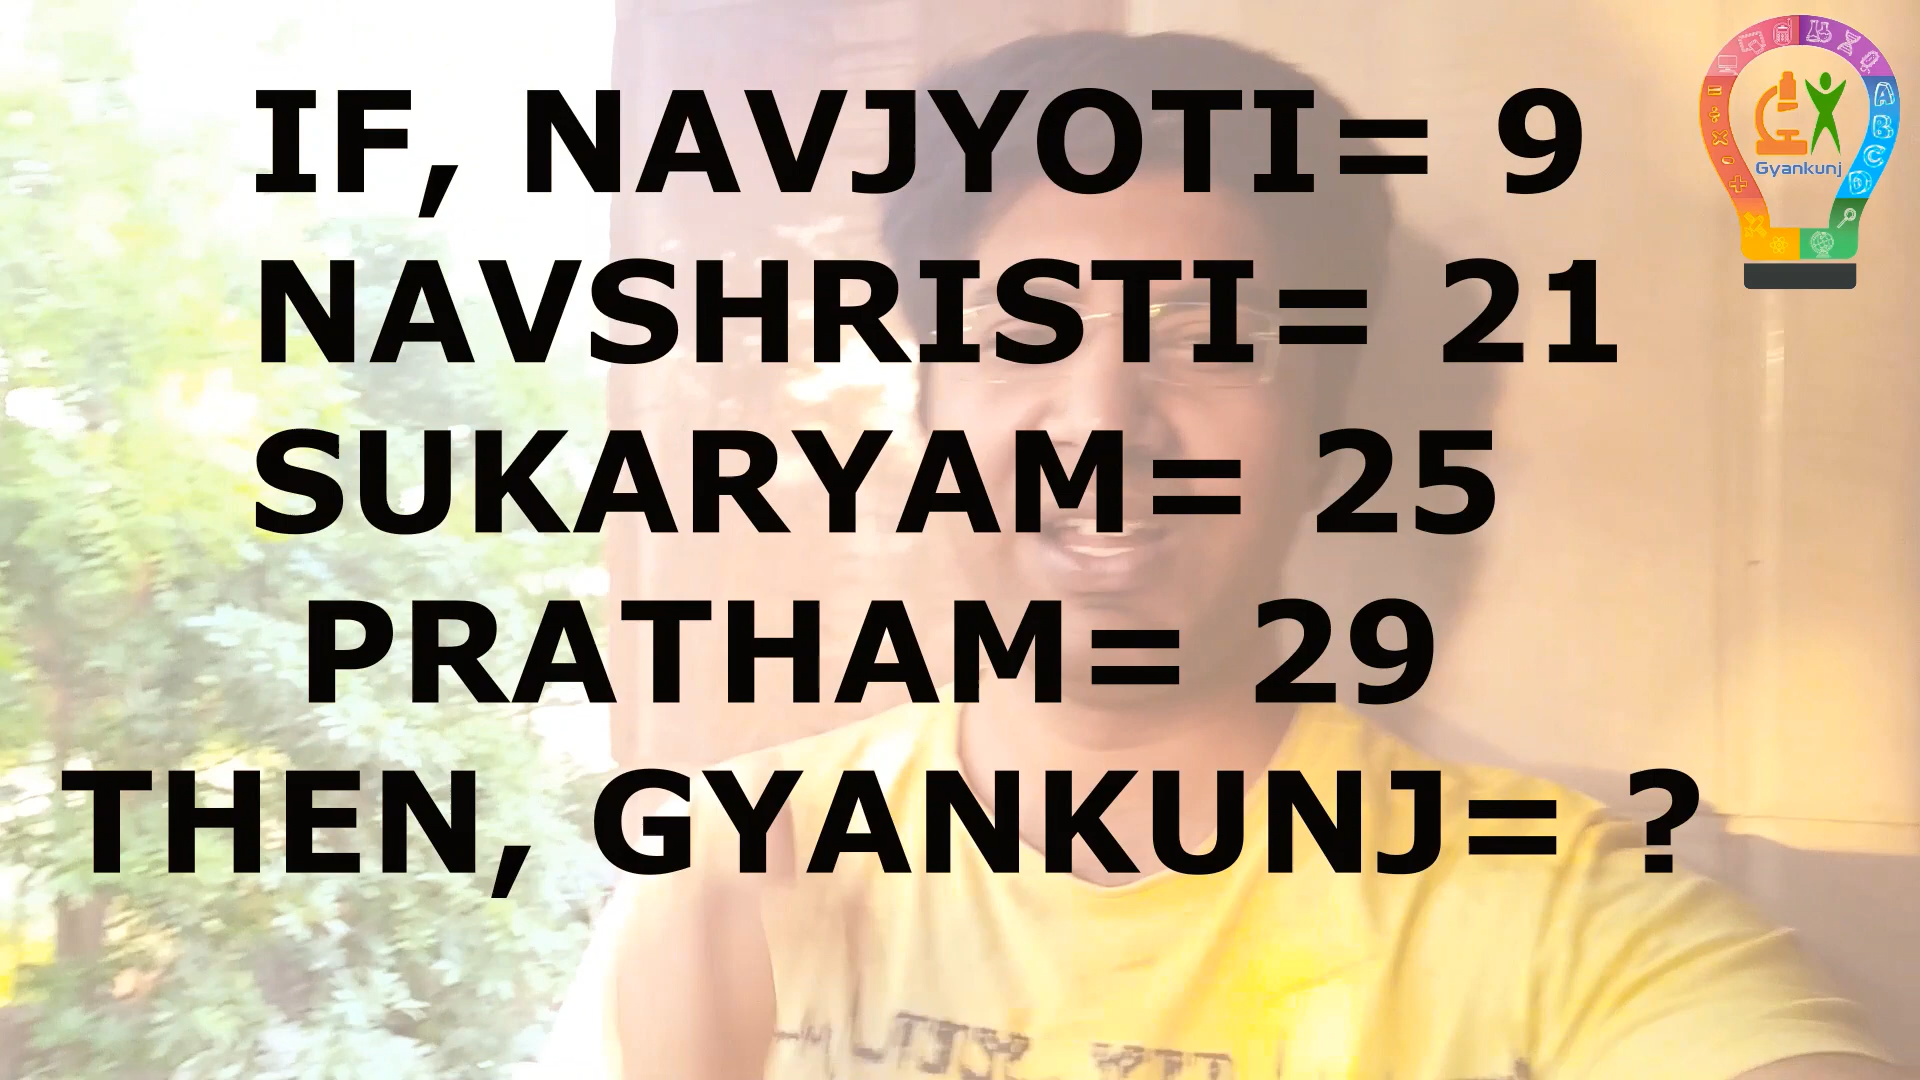 IF, NAVJYOTI= 9
NAVSHRISTI= 21
SUKARYAM= 25
PRATHAM= 29
THEN, GYANKUNJ= ?
Gyankunj
A
B
C
D